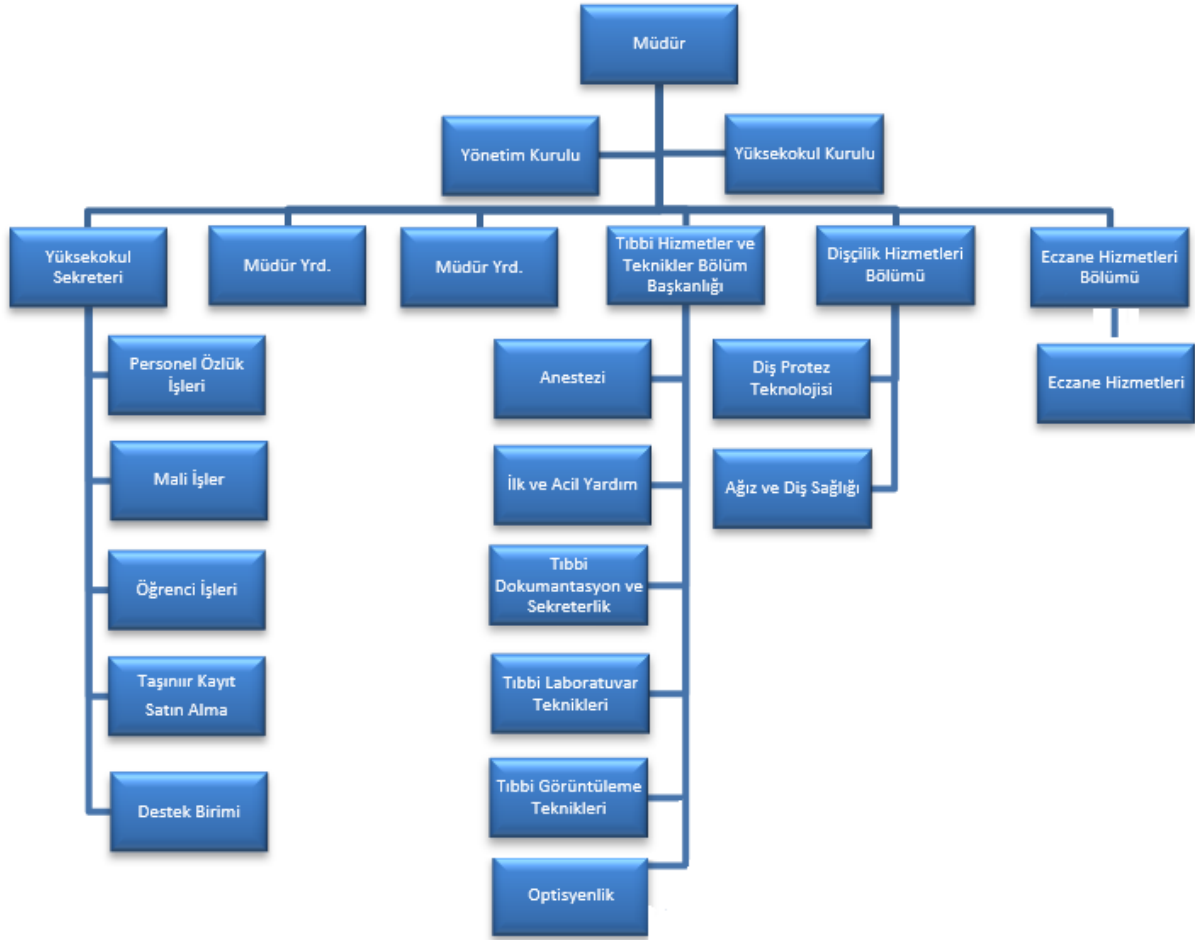 Müdür
Yönetim Kurulu
Yüksekokul Kurulu
Yüksekokul
Sekreteri
Müdür Yrd.
Müdür Yrd.
Tıbbi Hizmetler ve
Teknikler Bölüm
Başkanlığı
Dişçilik Hizmetleri
Bölümü
Eczane Hizmetleri
Bölümü
Personel Özlük
İşleri
Mali İşler
Öğrenci İşleri
Taşınıır Kayıt
Satın Alma
Destek Birimi
Anestezi
İlk ve Acil Yardım
Tıbbi
Dokumantasyon ve
Sekreterlik
Tıbbi Laboratuvar
Teknikleri
Tıbbi Görüntüleme
Teknikleri
Optisyenlik
Diş Protez
Teknolojisi
Ağız ve Diş Sağlığı
Eczane Hizmetleri